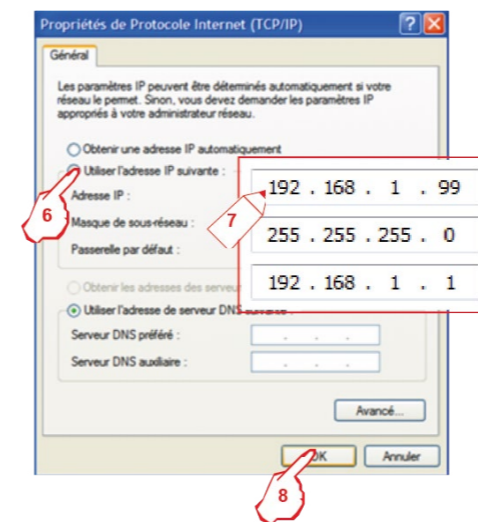 Propriétés de Protocole Internet (TCP/IP)
Général
Les paramètres IP peuvent être déterminés automatiquement si votre
réseau le permet. Sinon, vous devez demander les paramètres IP
appropriés à votre administrateur réseau.
Obtenir une adresse IP automatiquement
Utiliser l'adresse IP suivante :
6
Adresse IP :
192 . 168 . 1 . 99
7
Masque de sous-réseau :
255 . 255 . 255 . 0
Passerelle par défaut :
192 . 168 . 1 . 1
Obtenir les adresses des
Utiliser l'adresse de serveur DNS
Serveur DNS préféré :
Serveur DNS auxiliaire :
Avancé...
OK
Annuler
8